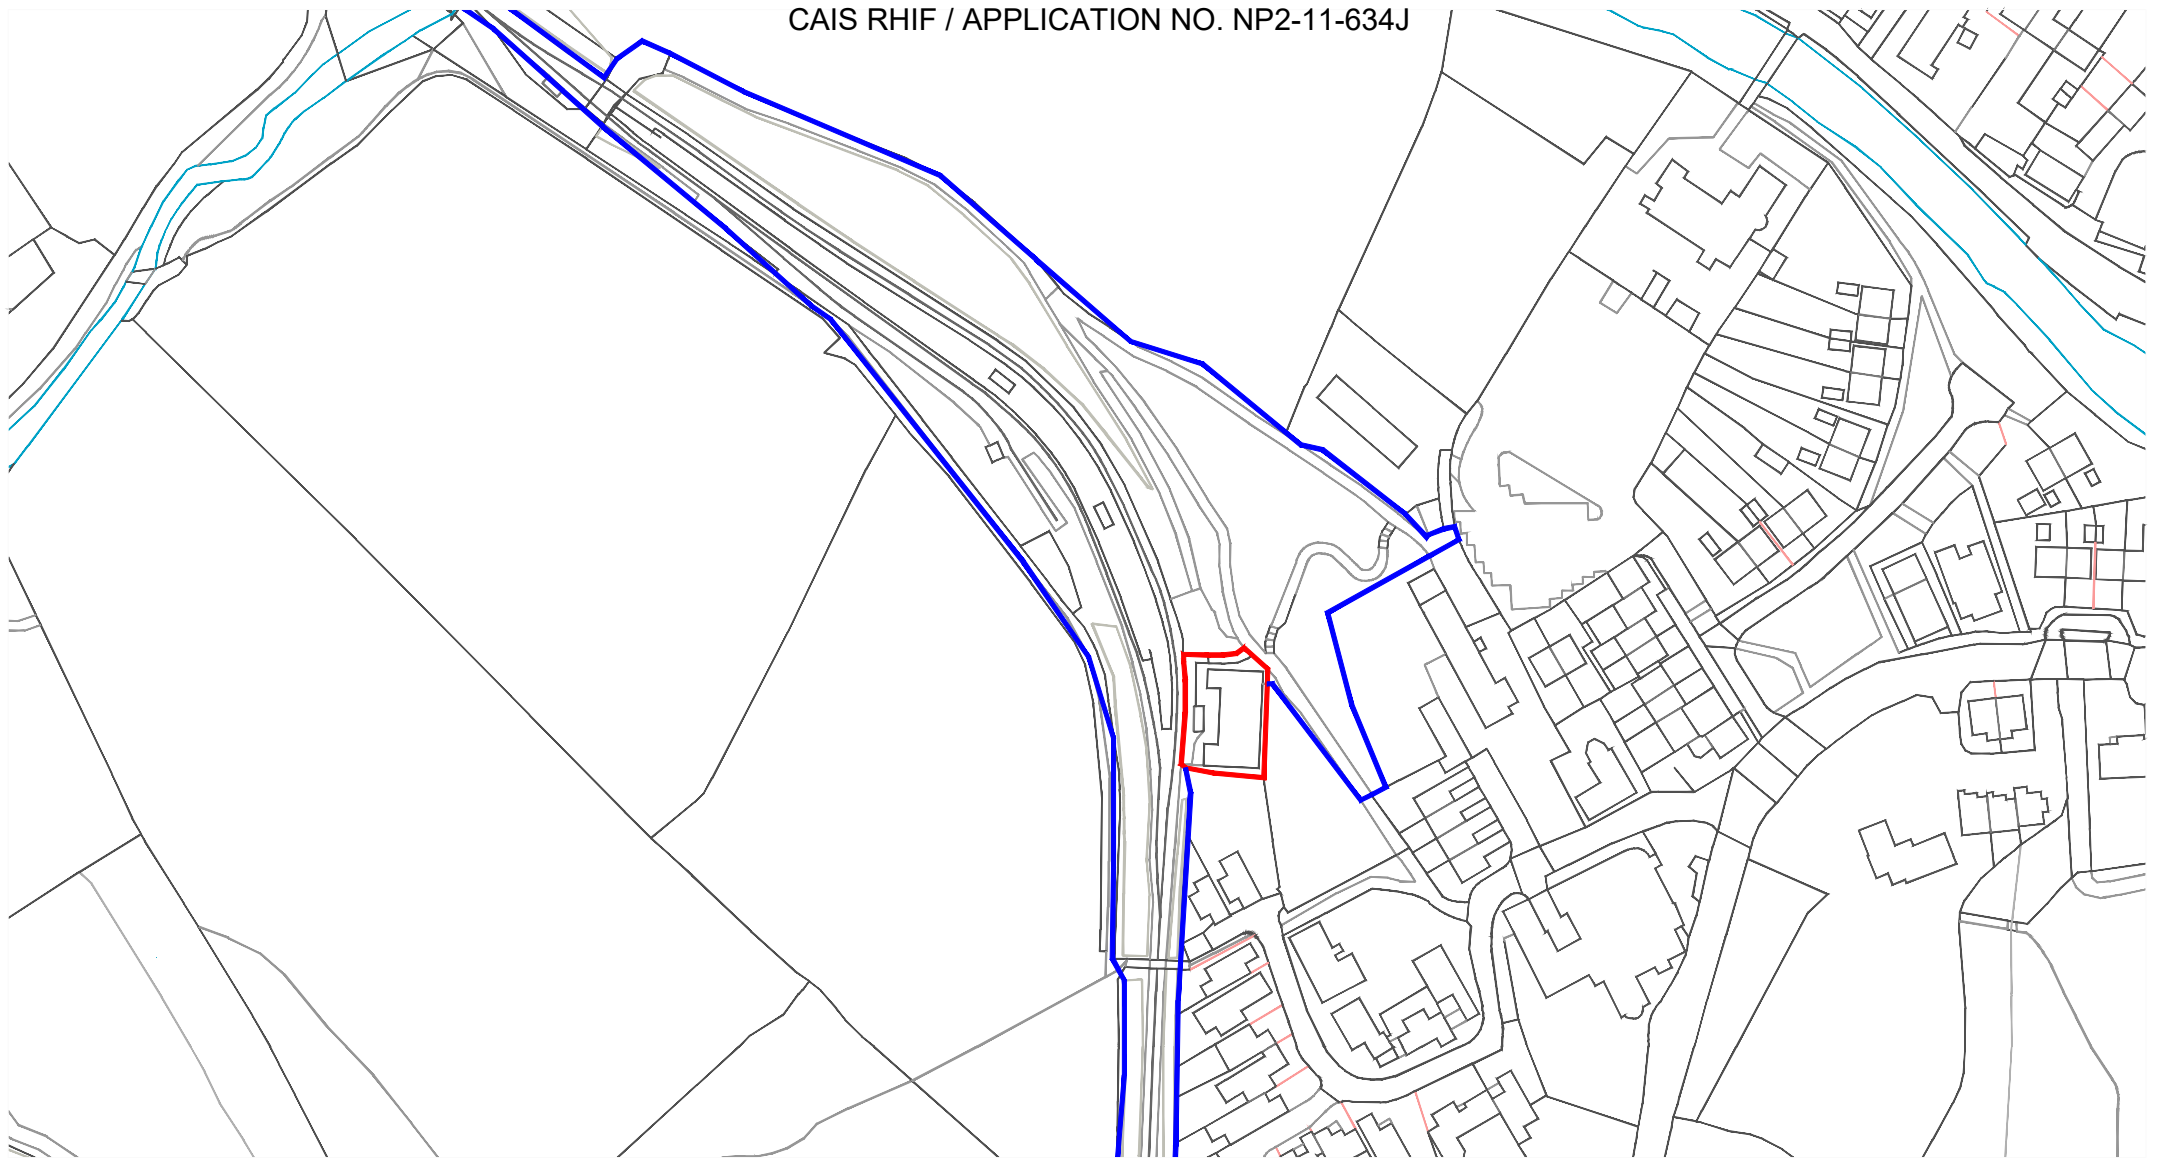 CAIS RHIF / APPLICATION NO. NP2-11-634J